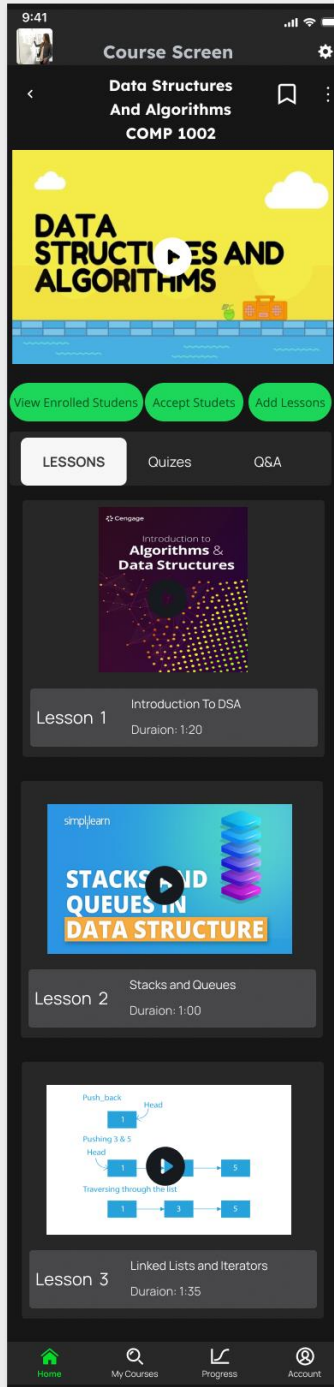 9:41
Course Screen
Data Structures
And Algorithms
COMP 1002
DATA
STRUCTURES AND
ALGORITHMS
View Enrolled Studens
Accept Studets
Add Lessons
LESSONS
Quizes
Q&A
Cengage
Introduction to
Algorithms &
Data Structures
Lesson 1
Introduction To DSA
Duraion: 1:20
simplilearn
STACKS AND
QUEUES IN
DATA STRUCTURE
Lesson 2
Stacks and Queues
Duraion: 1:00
Push_back
Head
1
Pushing 3 & 5
Head
1
5
Traversing through the list
1
3
5
Lesson 3
Linked Lists and Iterators
Duraion: 1:35
Home
My Courses
Progress
Account